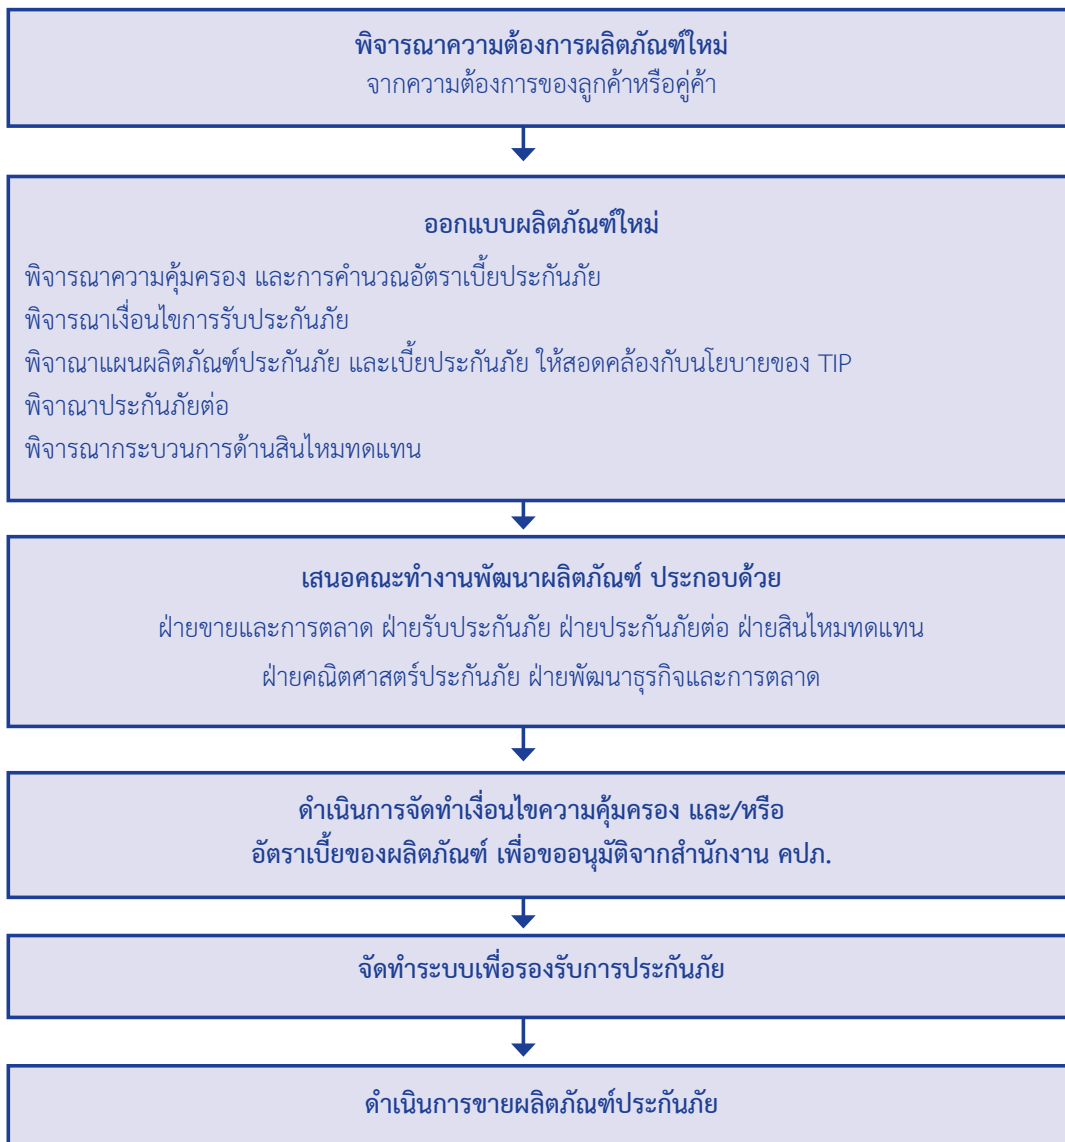 พิจารณาความต้องการผลิตภัณฑ์ใหม่
จากความต้องการของลูกค้าหรือคู่ค้า
ออกแบบผลิตภัณฑ์ใหม่
พิจารณาความคุ้มครอง และการคำนวณอัตราเบี้ยประกันภัย
พิจารณาเงื่อนไขการรับประกันภัย
พิจาณาแผนผลิตภัณฑ์ประกันภัย และเบี้ยประกันภัย ให้สอดคล้องกับนโยบายของ TIP
พิจาณาประกันภัยต่อ
พิจารณากระบวนการด้านสินไหมทดแทน
เสนอคณะทำงานพัฒนาผลิตภัณฑ์ ประกอบด้วย
ฝ่ายขายและการตลาด ฝ่ายรับประกันภัย ฝ่ายประกันภัยต่อ ฝ่ายสินไหมทดแทน
ฝ่ายคณิตศาสตร์ประกันภัย ฝ่ายพัฒนาธุรกิจและการตลาด
ดำเนินการจัดทำเงื่อนไขความคุ้มครอง และ/หรือ
อัตราเบี้ยของผลิตภัณฑ์ เพื่อขออนุมัติจากสำนักงาน คปภ.
จัดทำระบบเพื่อรองรับการประกันภัย
ดำเนินการขายผลิตภัณฑ์ประกันภัย